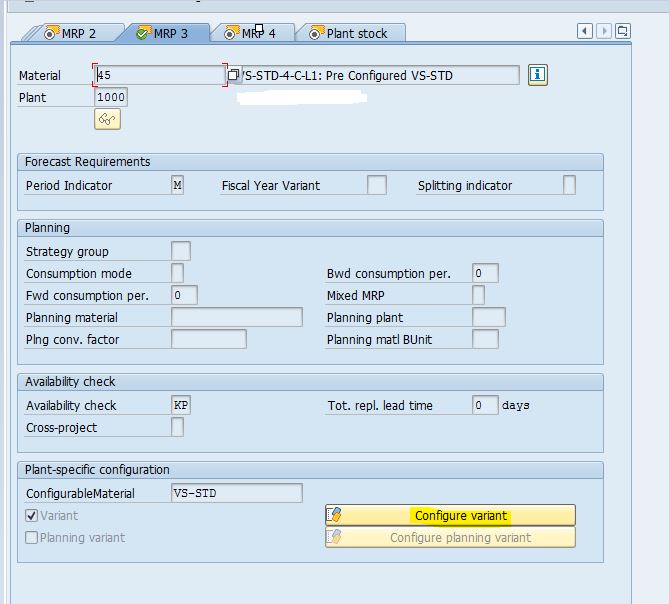 MRP 2 MRP 3 MRP 4 Plant stock
Material 45 /S-STD-4-C-L1: Pre Configured VS-STD
Plant 1000
Forecast Requirements
Period Indicator M Fiscal Year Variant Splitting indicator
Planning
Strategy group
Consumption mode Bwd consumption per. 0
Fwd consumption per. 0 Mixed MRP
Planning material Planning plant
Plng conv. factor Planning matl BUnit
Availability check
Availability check KP Tot. repl. lead time 0 days
Cross-project
Plant-specific configuration
ConfigurableMaterial VS-STD
Variant Configure variant
Planning variant Configure planning variant